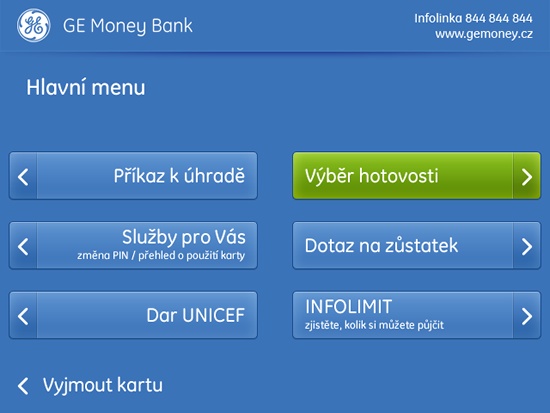 GE Money Bank
Infolinka 844 844 844
www.gemoney.cz
Hlavní menu
Příkaz k úhradě
Výběr hotovosti
Služby pro Vás
změna PIN / přehled o použití karty
Dotaz na zůstatek
Dar UNICEF
INFOLIMIT
zjistěte, kolik si můžete půjčit
Vyjmout kartu